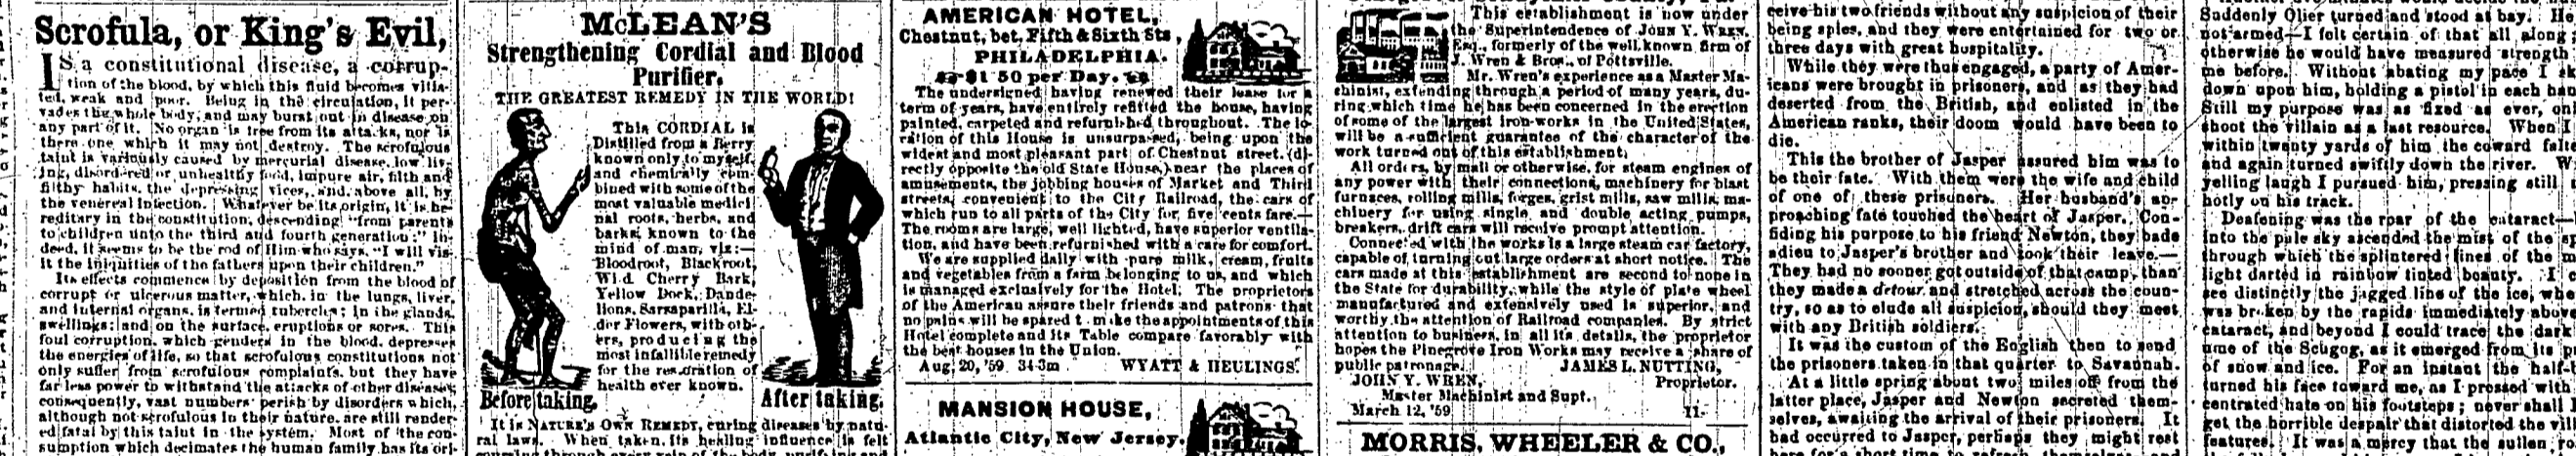 Scrofula, or King's Evil,
IS a constitutional disease, a corrup-
tion of the blood, by which this fluid becomes vitia-
ted, weak and poor. Being in the circulation, it per-
vades the whole body, and may burst out in disease on
any part of it. No organ is free from its attacks, nor is
there one which it may not destroy. The scrofulous
taint is variously caused by mercurial disease, low liv-
ing, disordered or unhealthy food, impure air, filth and
filthy habits, the depressing vices, and, above all, by
the venereal infection. Whatever be its origin, it is he-
reditary in the constitution, descending "from parents
to children unto the third and fourth generation;" in-
deed, it seems to be the rod of Him who says, "I will vis-
it the iniquities of the fathers upon their children."
Its effects commence by deposition from the blood of
corrupt or ulcerous matter, which, in the lungs, liver,
and internal organs, is termed tubercles; in the glands,
swellings; and on the surface, eruptions or sores. This
foul corruption, which genders in the blood, depresses
the energies of life, so that scrofulous constitutions not
only suffer from scrofulous complaints, but they have
far less power to withstand the attacks of other diseases;
consequently, vast numbers perish by disorders which,
although not scrofulous in their nature, are still render-
ed fatal by this taint in the system. Most of the con-
sumption which decimates the human family has its ori-
McLEAN'S
Strengthening Cordial and Blood
Purifier.
THE GREATEST REMEDY IN THE WORLD!
This CORDIAL is
Distilled from a Berry
known only to myself,
and chemically com-
bined with some of the
most valuable medici
nal roots, herbs, and
barks known to the
mind of man, viz:—
Bloodroot, Blackroot,
Wild Cherry Bark,
Yellow Dock, Dande-
lions, Sarsaparilla, El-
der Flowers, with oth-
ers, producing the
most infallible remedy
for the restoration of
health ever known.
Before taking.
After taking.
It is NATURE'S OWN REMEDY, curing diseases by natu-
ral laws. When taken, its healing influence is felt
coursing through every vein of the body, purifying and
AMERICAN HOTEL,
Chestnut, bet. Fifth & Sixth Sts,
PHILADELPHIA.
$1 50 per Day.
The undersigned having renewed their lease for a
term of years, have entirely refitted the house, having
painted, carpeted and refurnished throughout. The lo-
cation of this House is unsurpassed, being upon the
widest and most pleasant part of Chestnut street, (di-
rectly opposite the old State House,) near the places of
amusements, the jobbing houses of Market and Third
streets, convenient to the City Railroad, the cars of
which run to all parts of the City for five cents fare.—
The rooms are large, well lighted, have superior ventila-
tion, and have been refurnished with a care for comfort.
We are supplied daily with pure milk, cream, fruits
and vegetables from a farm belonging to us, and which
is managed exclusively for the Hotel. The proprietors
of the American assure their friends and patrons that
no pains will be spared to make the appointments of this
Hotel complete and its Table compare favorably with
the best houses in the Union.
Aug. 20, '59 34-3m WYATT & HEULINGS.
MANSION HOUSE,
Atlantic City, New Jersey.
This establishment is now under
the Superintendence of JOHN Y. WREN,
Esq., formerly of the well known firm of
J. Wren & Bros., of Pottsville.
Mr. Wren's experience as a Master Ma-
chinist, extending through a period of many years, du-
ring which time he has been concerned in the erection
of some of the largest iron-works in the United States,
will be a sufficient guarantee of the character of the
work turned out of this establishment.
All orders, by mail or otherwise, for steam engines of
any power with their connections, machinery for blast
furnaces, rolling mills, forges, grist mills, saw mills, ma-
chinery for using single and double acting pumps,
breakers, drift cars will receive prompt attention.
Connected with the works is a large steam car factory,
capable of turning out large orders at short notice. The
cars made at this establishment are second to none in
the State for durability, while the style of plate wheel
manufactured and extensively used is superior, and
worthy the attention of Railroad companies. By strict
attention to business, in all its details, the proprietor
hopes the Pinegrove Iron Works may receive a share of
public patronage. JAMES L. NUTTING,
JOHN Y. WREN, Proprietor.
Master Machinist and Supt.
March 12, '59 11-
MORRIS, WHEELER & CO.,
ceive his two friends without any suspicion of their
being spies, and they were entertained for two or
three days with great hospitality.
While they were thus engaged, a party of Amer-
icans were brought in prisoners, and as they had
deserted from the British, and enlisted in the
American ranks, their doom would have been to
die.
This the brother of Jasper assured him was to
be their fate. With them were the wife and child
of one of these prisoners. Her husband's ap-
proaching fate touched the heart of Jasper. Con-
fiding his purpose to his friend Newton, they bade
adieu to Jasper's brother and took their leave.—
They had no sooner got outside of that camp, than
they made a detour and stretched across the coun-
try, so as to elude all suspicion, should they meet
with any British soldiers.
It was the custom of the English then to send
the prisoners taken in that quarter to Savannah.
At a little spring about two miles off from the
latter place, Jasper and Newton secreted them-
selves, awaiting the arrival of their prisoners. It
had occurred to Jasper, perhaps they might rest
here for a short time to refresh themselves and
Suddenly Olier turned and stood at bay. He
not armed—I felt certain of that all along;
otherwise he would have measured strength
me before. Without abating my pace I
down upon him, holding a pistol in each
Still my purpose was as fixed as ever,
shoot the villain as a last resource. When I
within twenty yards of him the coward
and again turned swiftly down the river.
yelling laugh I pursued him, pressing still
hotly on his track.
Deafening was the roar of the cataract—
into the pale sky ascended the mist of the
through which the splintered lines of the
light darted in rainbow tinted beauty. I
see distinctly the jagged line of the ice,
was broken by the rapids immediately above
cataract, and beyond I could trace the dark
ume of the Scugog, as it emerged from its
of snow and ice. For an instant the
turned his face toward me, as I pressed with
centrated hate on his footsteps; never shall I
get the horrible despair that distorted the
features. It was a mercy that the sullen